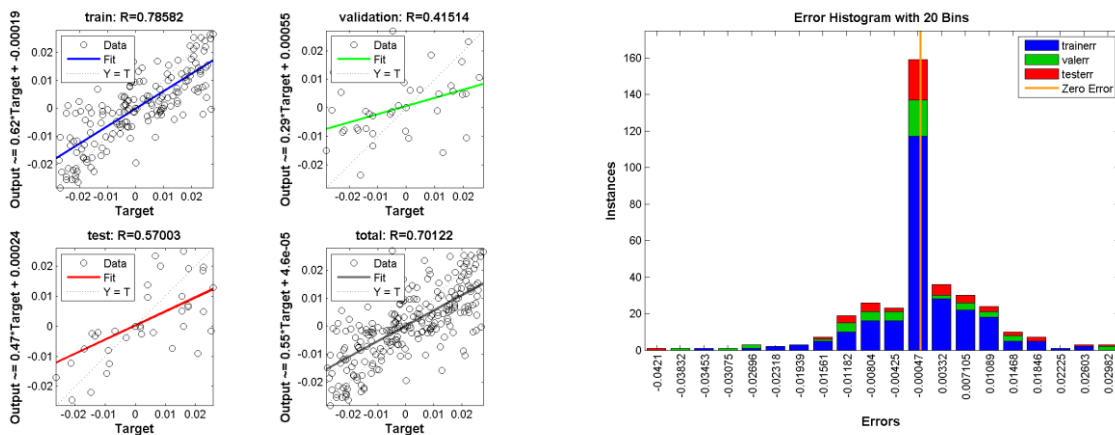 train: R=0.78582
Output ~= 0.62*Target + -0.00019
0.02
0.01
0
-0.01
-0.02
Data
Fit
Y = T
-0.02 -0.01 0 0.01 0.02
Target
validation: R=0.41514
Output ~= 0.29*Target + 0.00055
0.02
0.01
0
-0.01
-0.02
Data
Fit
Y = T
-0.02 -0.01 0 0.01 0.02
Target
test: R=0.57003
Output ~= 0.47*Target + 0.00024
0.02
0.01
0
-0.01
-0.02
Data
Fit
Y = T
-0.02 -0.01 0 0.01 0.02
Target
total: R=0.70122
Output ~= 0.55*Target + 4.6e-05
0.02
0.01
0
-0.01
-0.02
Data
Fit
Y = T
-0.02 -0.01 0 0.01 0.02
Target
Error Histogram with 20 Bins
Instances
160
140
120
100
80
60
40
20
0
trainerr
valerr
testerr
Zero Error
-0.0421
-0.03832
-0.03453
-0.03075
-0.02696
-0.02318
-0.01939
-0.01561
-0.01182
-0.00804
-0.00425
-0.00047
0.00332
0.007105
0.01089
0.01468
0.01846
0.02225
0.02603
0.02982
Errors